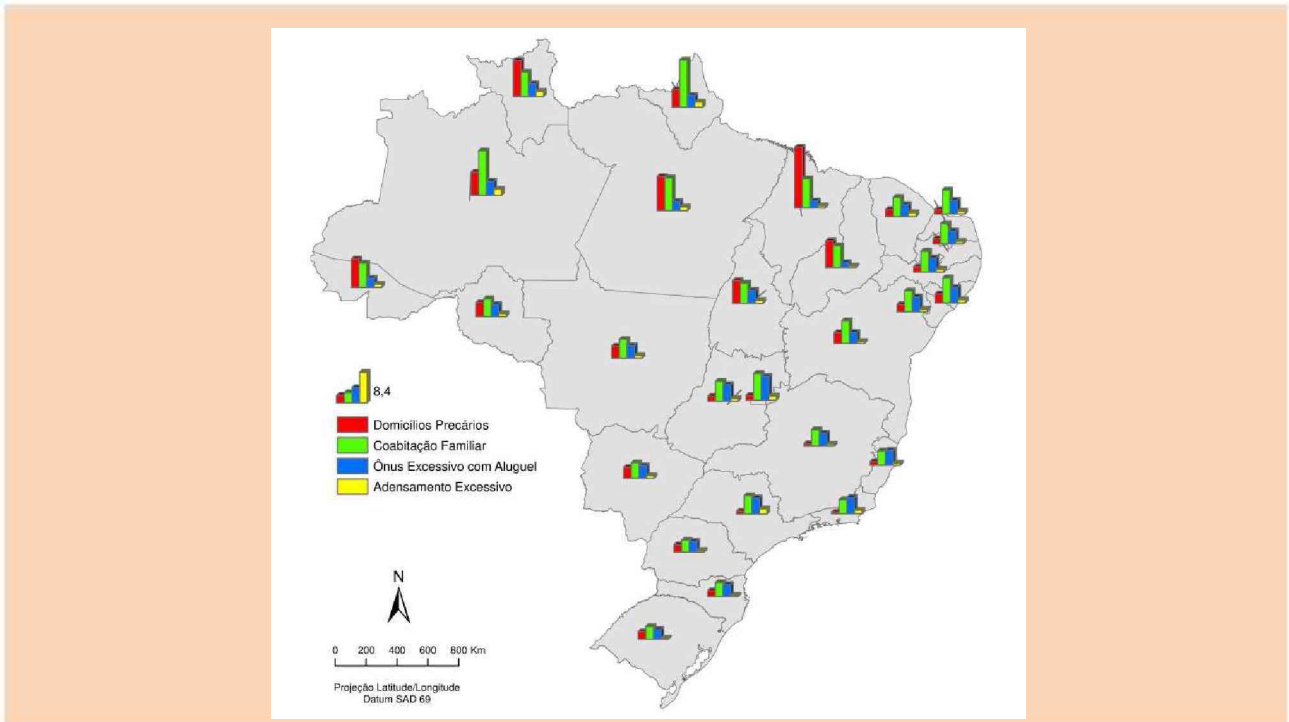 8,4
Domicílios Precários
Coabitação Familiar
Ônus Excessivo com Aluguel
Adensamento Excessivo
N
0 200 400 600 800 Km
Projeção Latitude/Longitude
Datum SAD 69